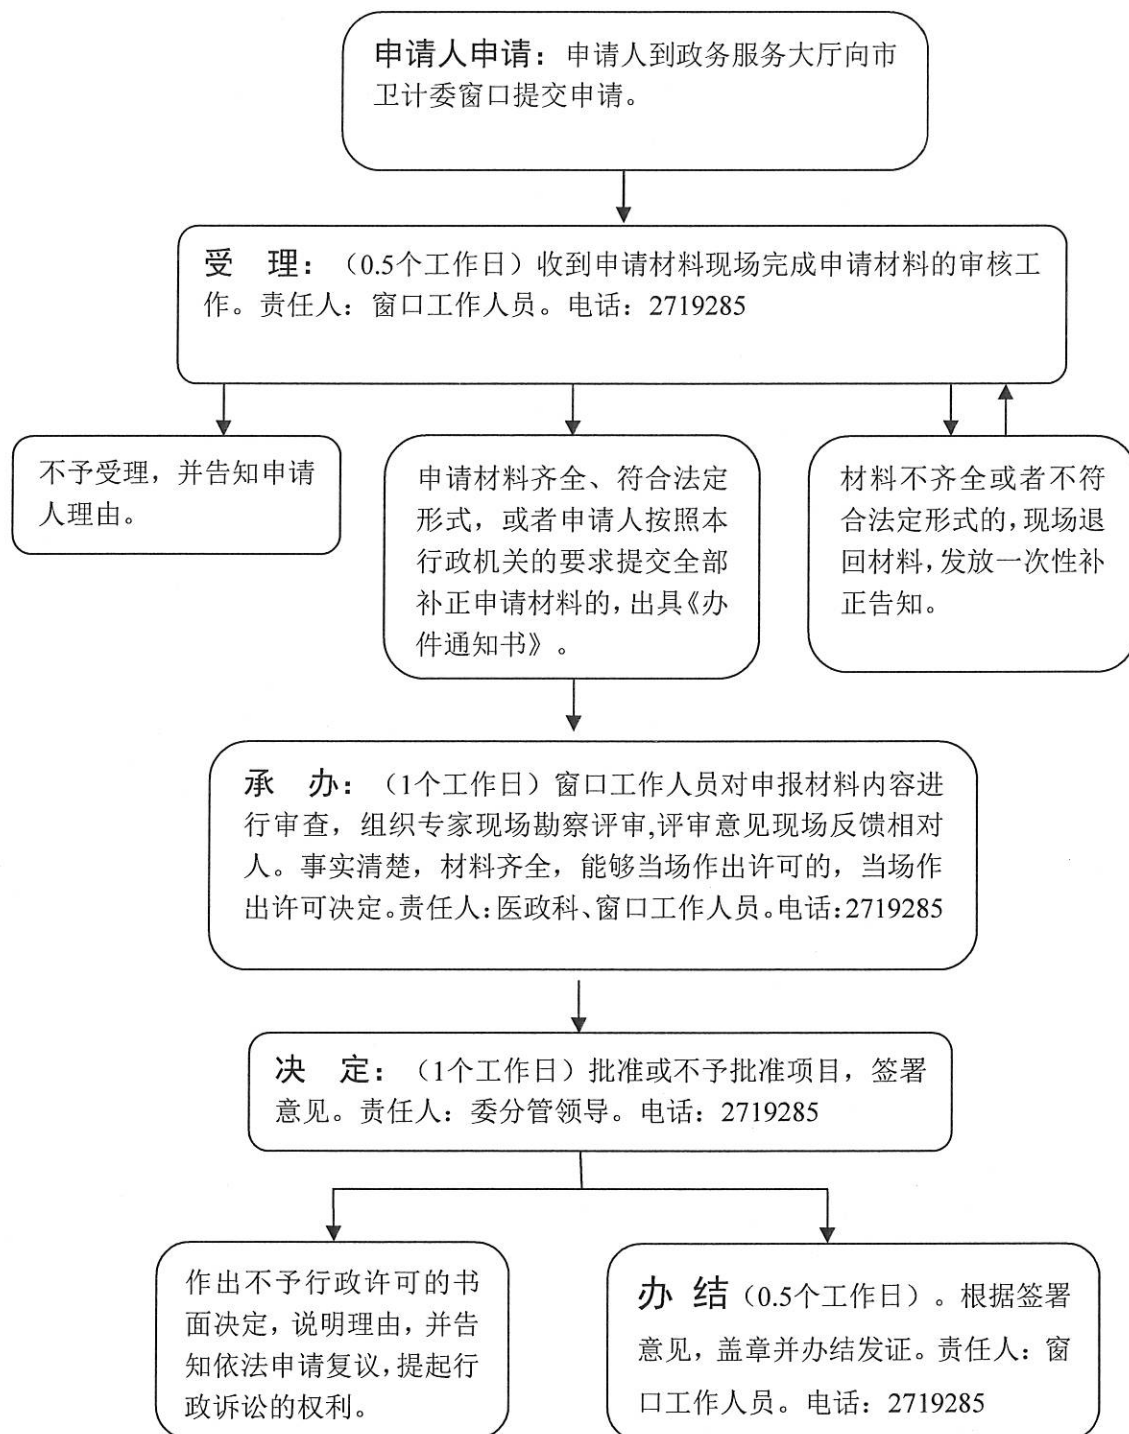 申请人申请：申请人到政务服务大厅向市
卫计委窗口提交申请。
受 理：（0.5个工作日）收到申请材料现场完成申请材料的审核工
作。责任人：窗口工作人员。电话：2719285
不予受理，并告知申请
人理由。
申请材料齐全、符合法定
形式，或者申请人按照本
行政机关的要求提交全部
补正申请材料的，出具《办
件通知书》。
材料不齐全或者不符
合法定形式的，现场退
回材料，发放一次性补
正告知。
承 办：（1个工作日）窗口工作人员对申报材料内容进
行审查，组织专家现场勘察评审,评审意见现场反馈相对
人。事实清楚，材料齐全，能够当场作出许可的，当场作
出许可决定。责任人：医政科、窗口工作人员。电话：2719285
决 定：（1个工作日）批准或不予批准项目，签署
意见。责任人：委分管领导。电话：2719285
作出不予行政许可的书
面决定，说明理由，并告
知依法申请复议，提起行
政诉讼的权利。
办 结（0.5个工作日）。根据签署
意见，盖章并办结发证。责任人：窗
口工作人员。电话：2719285